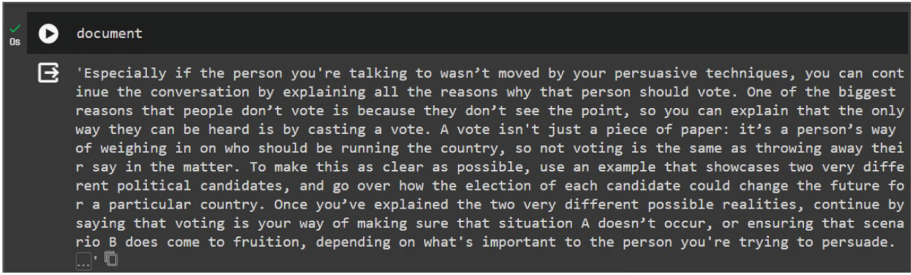 0s
document
'Especially if the person you're talking to wasn’t moved by your persuasive techniques, you can cont
inue the conversation by explaining all the reasons why that person should vote. One of the biggest
reasons that people don’t vote is because they don’t see the point, so you can explain that the only
way they can be heard is by casting a vote. A vote isn't just a piece of paper: it’s a person’s way
of weighing in on who should be running the country, so not voting is the same as throwing away thei
r say in the matter. To make this as clear as possible, use an example that showcases two very diffe
rent political candidates, and go over how the election of each candidate could change the future fo
r a particular country. Once you’ve explained the two very different possible realities, continue by
saying that voting is your way of making sure that situation A doesn’t occur, or ensuring that scena
rio B does come to fruition, depending on what's important to the person you're trying to persuade.
...'